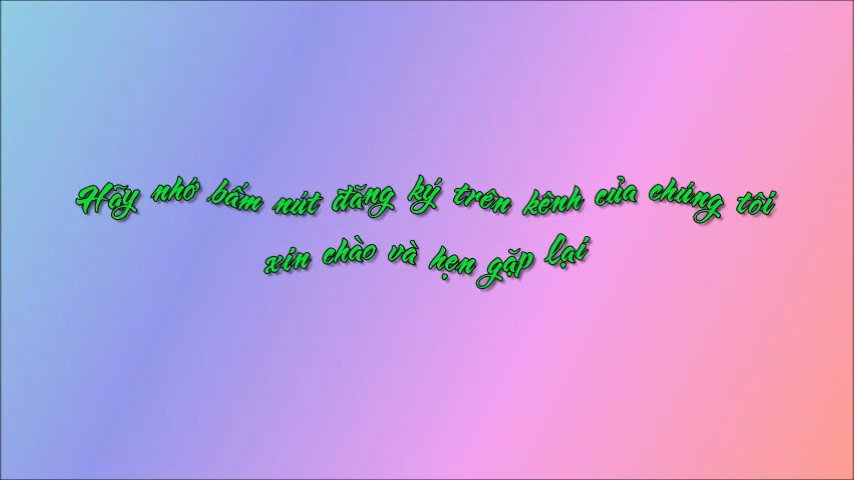 Hãy nhớ bấm nút đăng ký trên kênh của chúng tôi
xin chào và hẹn gặp lại